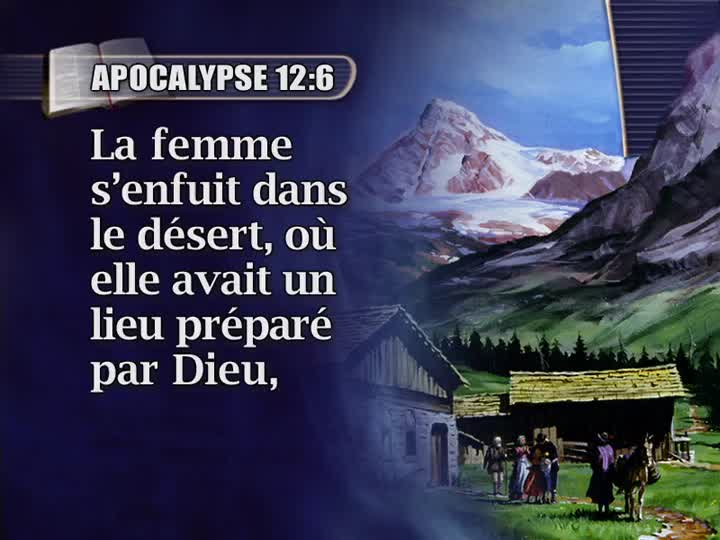 APOCALYPSE 12:6
La femme
s’enfuit dans
le désert, où
elle avait un
lieu préparé
par Dieu,